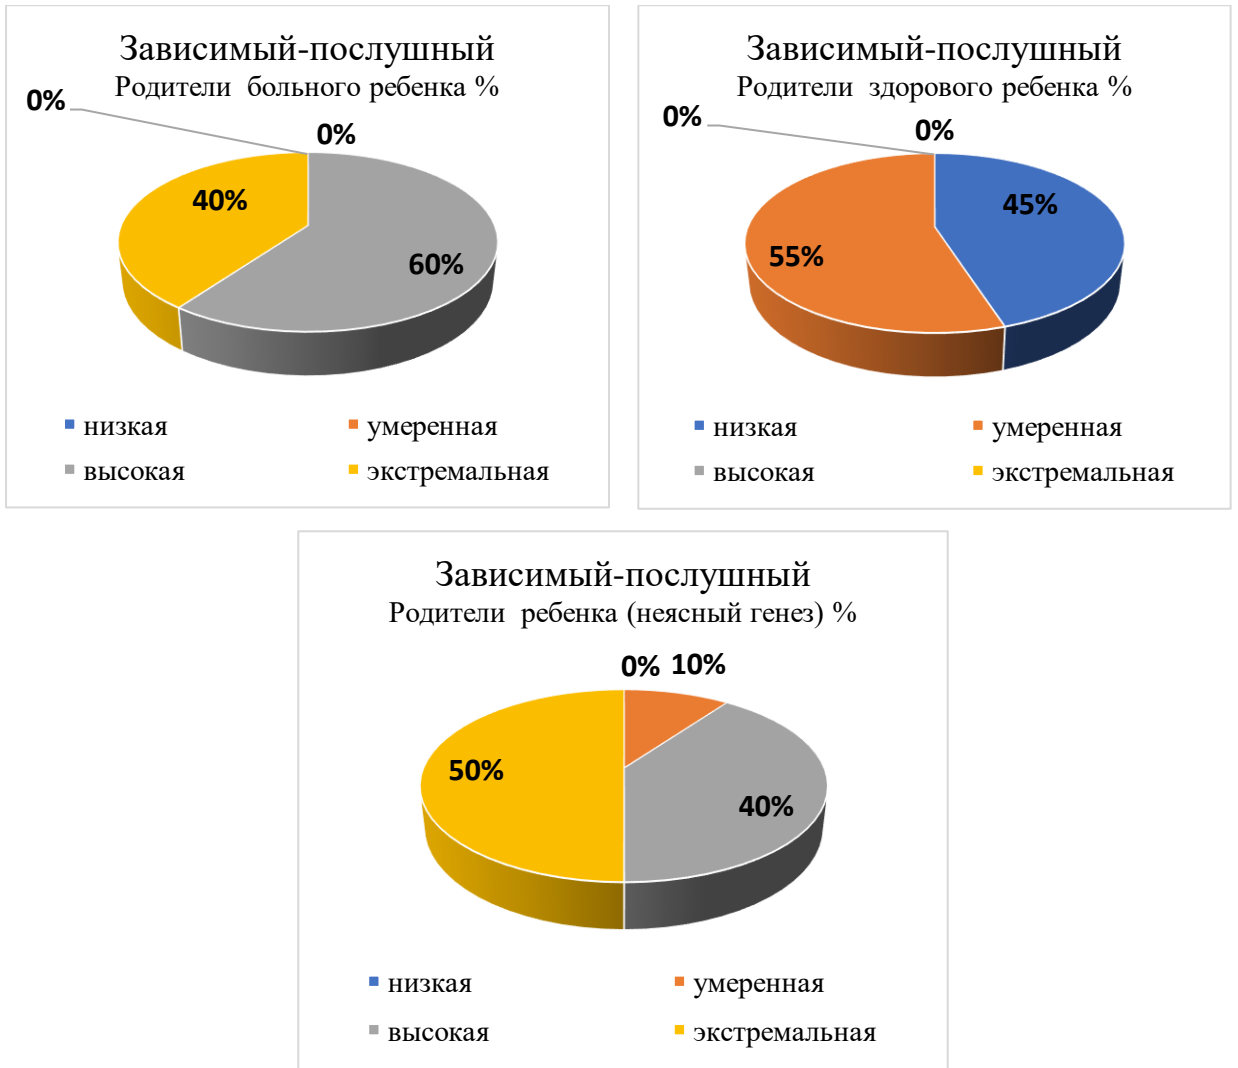 Зависимый-послушный
Родители больного ребенка %
0%
0%
40%
60%
низкая
умеренная
высокая
экстремальная
Зависимый-послушный
Родители здорового ребенка %
0%
0%
45%
55%
низкая
умеренная
высокая
экстремальная
Зависимый-послушный
Родители ребенка (неясный генез) %
0% 10%
50%
40%
низкая
умеренная
высокая
экстремальная